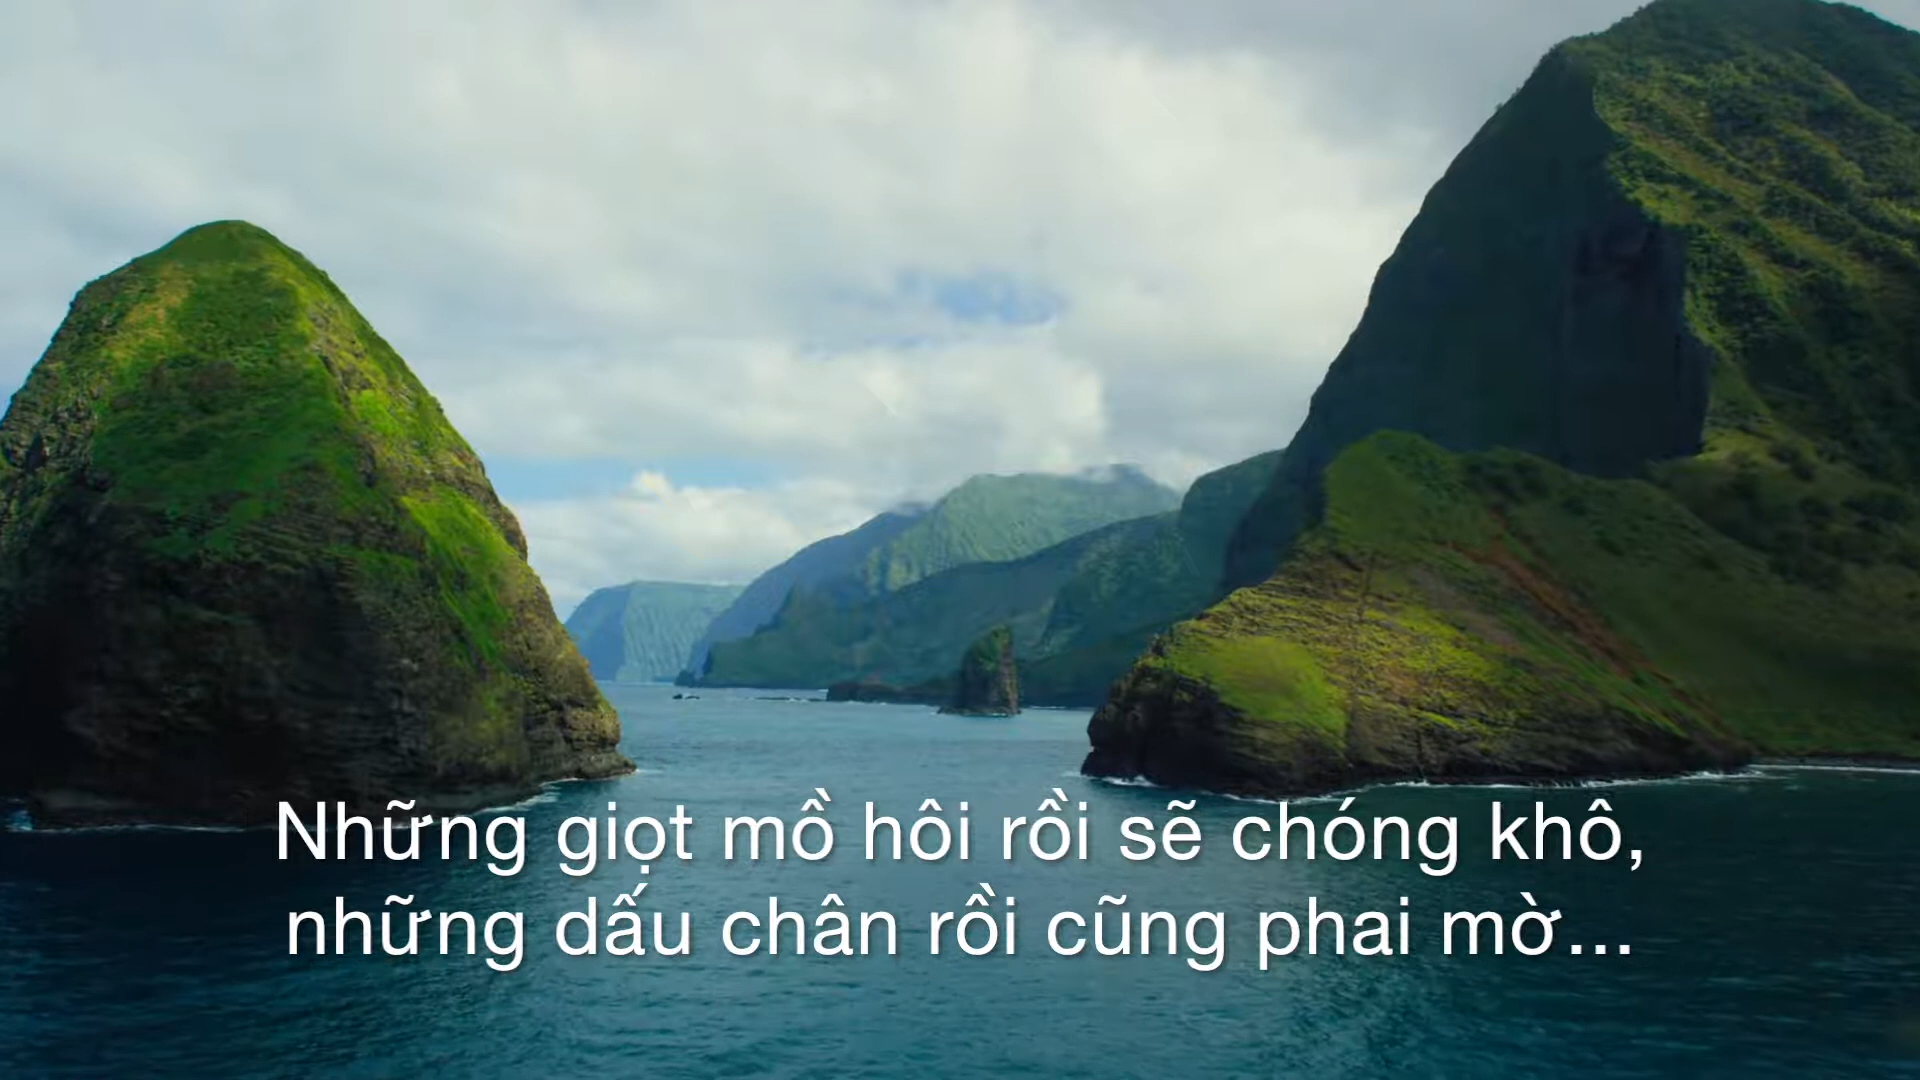 Những giọt mồ hôi rồi sẽ chóng khô,
những dấu chân rồi cũng phai mờ...